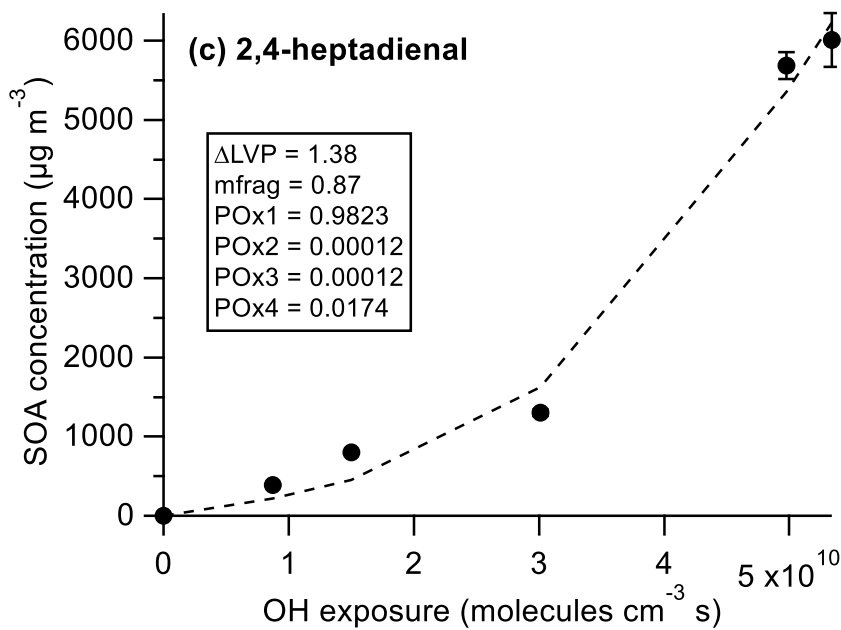 (c) 2,4-heptadienal
ΔLVP = 1.38
mfrag = 0.87
POx1 = 0.9823
POx2 = 0.00012
POx3 = 0.00012
POx4 = 0.0174
SOA concentration (µg m⁻³)
6000
5000
4000
3000
2000
1000
0
0 1 2 3 4 5 x10¹⁰
OH exposure (molecules cm⁻³ s)